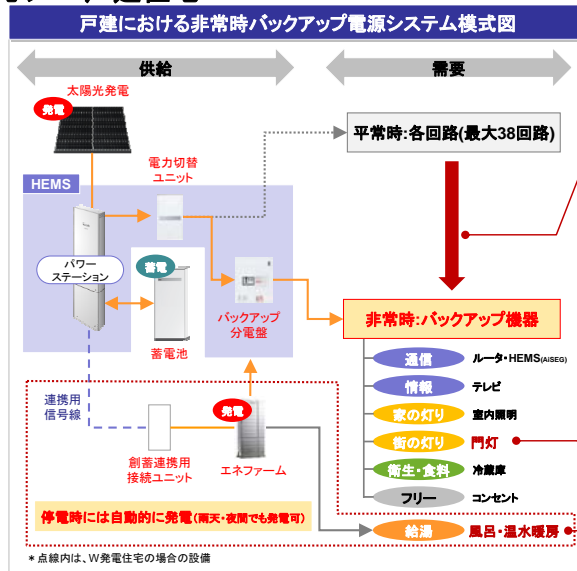 戸建における非常時バックアップ電源システム模式図
供給
需要
太陽光発電
発電
平常時:各回路(最大38回路)
電力切替
ユニット
HEMS
パワー
ステーション
蓄電
バックアップ
分電盤
蓄電池
非常時:バックアップ機器
通信 ルータ・HEMS(AiSEG)
情報 テレビ
家の灯り 室内照明
街の灯り 門灯
衛生・食料 冷蔵庫
フリー コンセント
給湯 風呂・温水暖房
連携用
信号線
発電
創蓄連携用
接続ユニット
エネファーム
停電時には自動的に発電(雨天・夜間でも発電可)
* 点線内は、W発電住宅の場合の設備